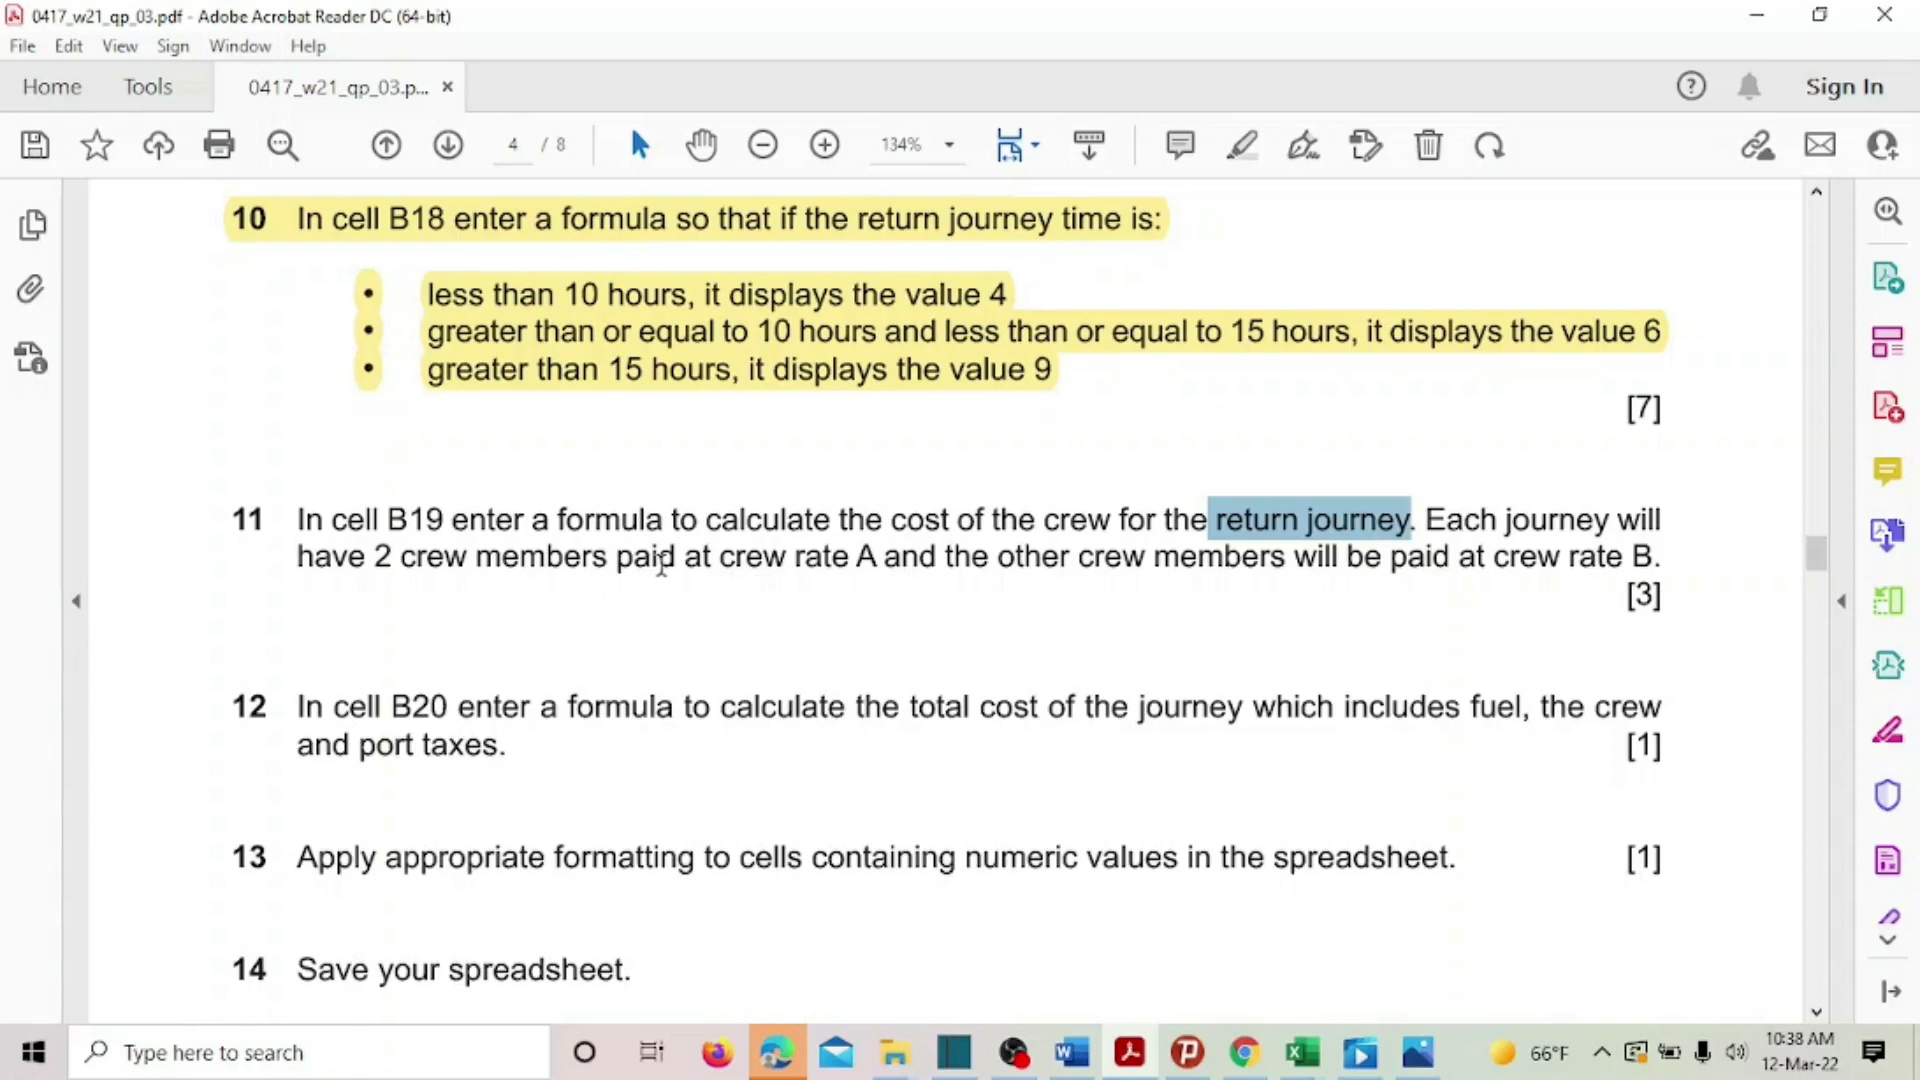 0417_w21_qp_03.pdf - Adobe Acrobat Reader DC (64-bit)
File Edit View Sign Window Help
Home Tools 0417_w21_qp_03.p... × Sign In
4 / 8 134%
10 In cell B18 enter a formula so that if the return journey time is:
• less than 10 hours, it displays the value 4
• greater than or equal to 10 hours and less than or equal to 15 hours, it displays the value 6
• greater than 15 hours, it displays the value 9
[7]
11 In cell B19 enter a formula to calculate the cost of the crew for the return journey. Each journey will
have 2 crew members paid at crew rate A and the other crew members will be paid at crew rate B.
[3]
12 In cell B20 enter a formula to calculate the total cost of the journey which includes fuel, the crew
and port taxes. [1]
13 Apply appropriate formatting to cells containing numeric values in the spreadsheet. [1]
14 Save your spreadsheet.
Type here to search 66°F 10:38 AM
12-Mar-22